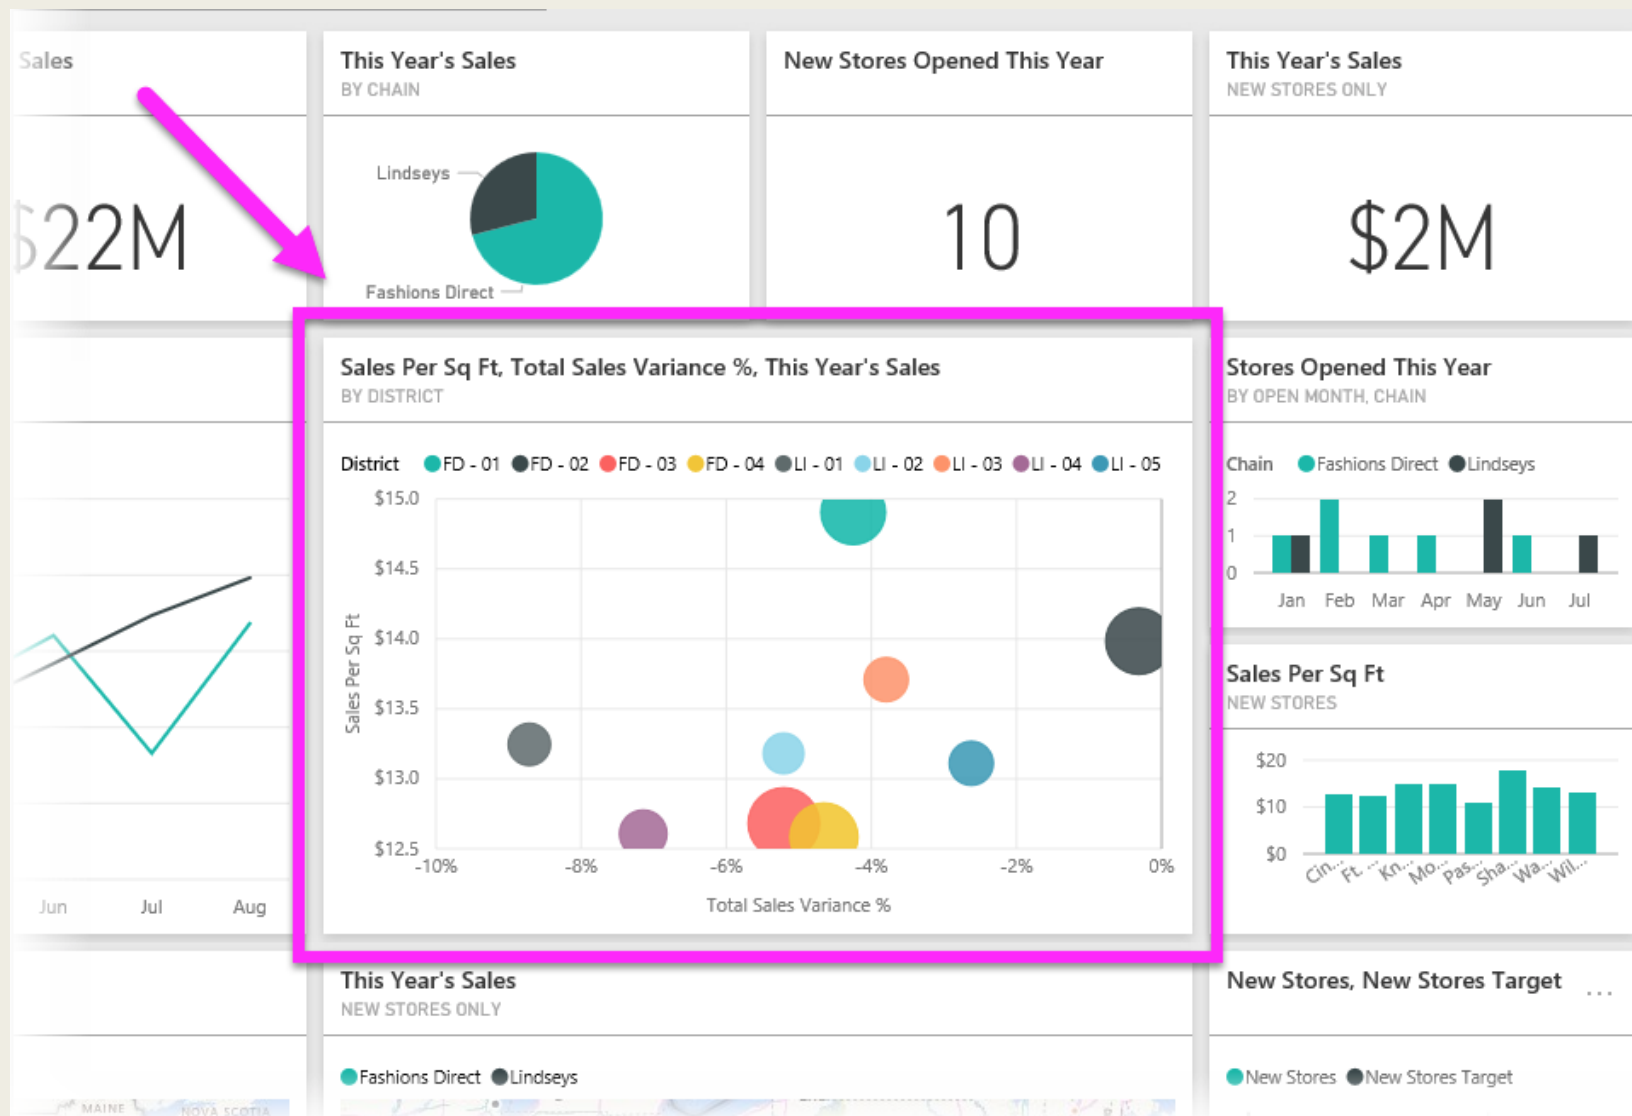 Sales
$22M
This Year's Sales
BY CHAIN
Lindseys
Fashions Direct
New Stores Opened This Year
10
This Year's Sales
NEW STORES ONLY
$2M
Jun Jul Aug
Sales Per Sq Ft, Total Sales Variance %, This Year's Sales
BY DISTRICT
District FD - 01 FD - 02 FD - 03 FD - 04 LI - 01 LI - 02 LI - 03 LI - 04 LI - 05
Sales Per Sq Ft
$15.0
$14.5
$14.0
$13.5
$13.0
$12.5
-10% -8% -6% -4% -2% 0%
Total Sales Variance %
Stores Opened This Year
BY OPEN MONTH, CHAIN
Chain Fashions Direct Lindseys
2
1
0
Jan Feb Mar Apr May Jun Jul
Sales Per Sq Ft
NEW STORES
$20
$10
$0
Cin... Ft. ... Kn... Mo... Pas... Sha... Wa... Wil...
This Year's Sales
NEW STORES ONLY
Fashions Direct Lindseys
New Stores, New Stores Target ...
New Stores New Stores Target
MAINE NOVA SCOTIA